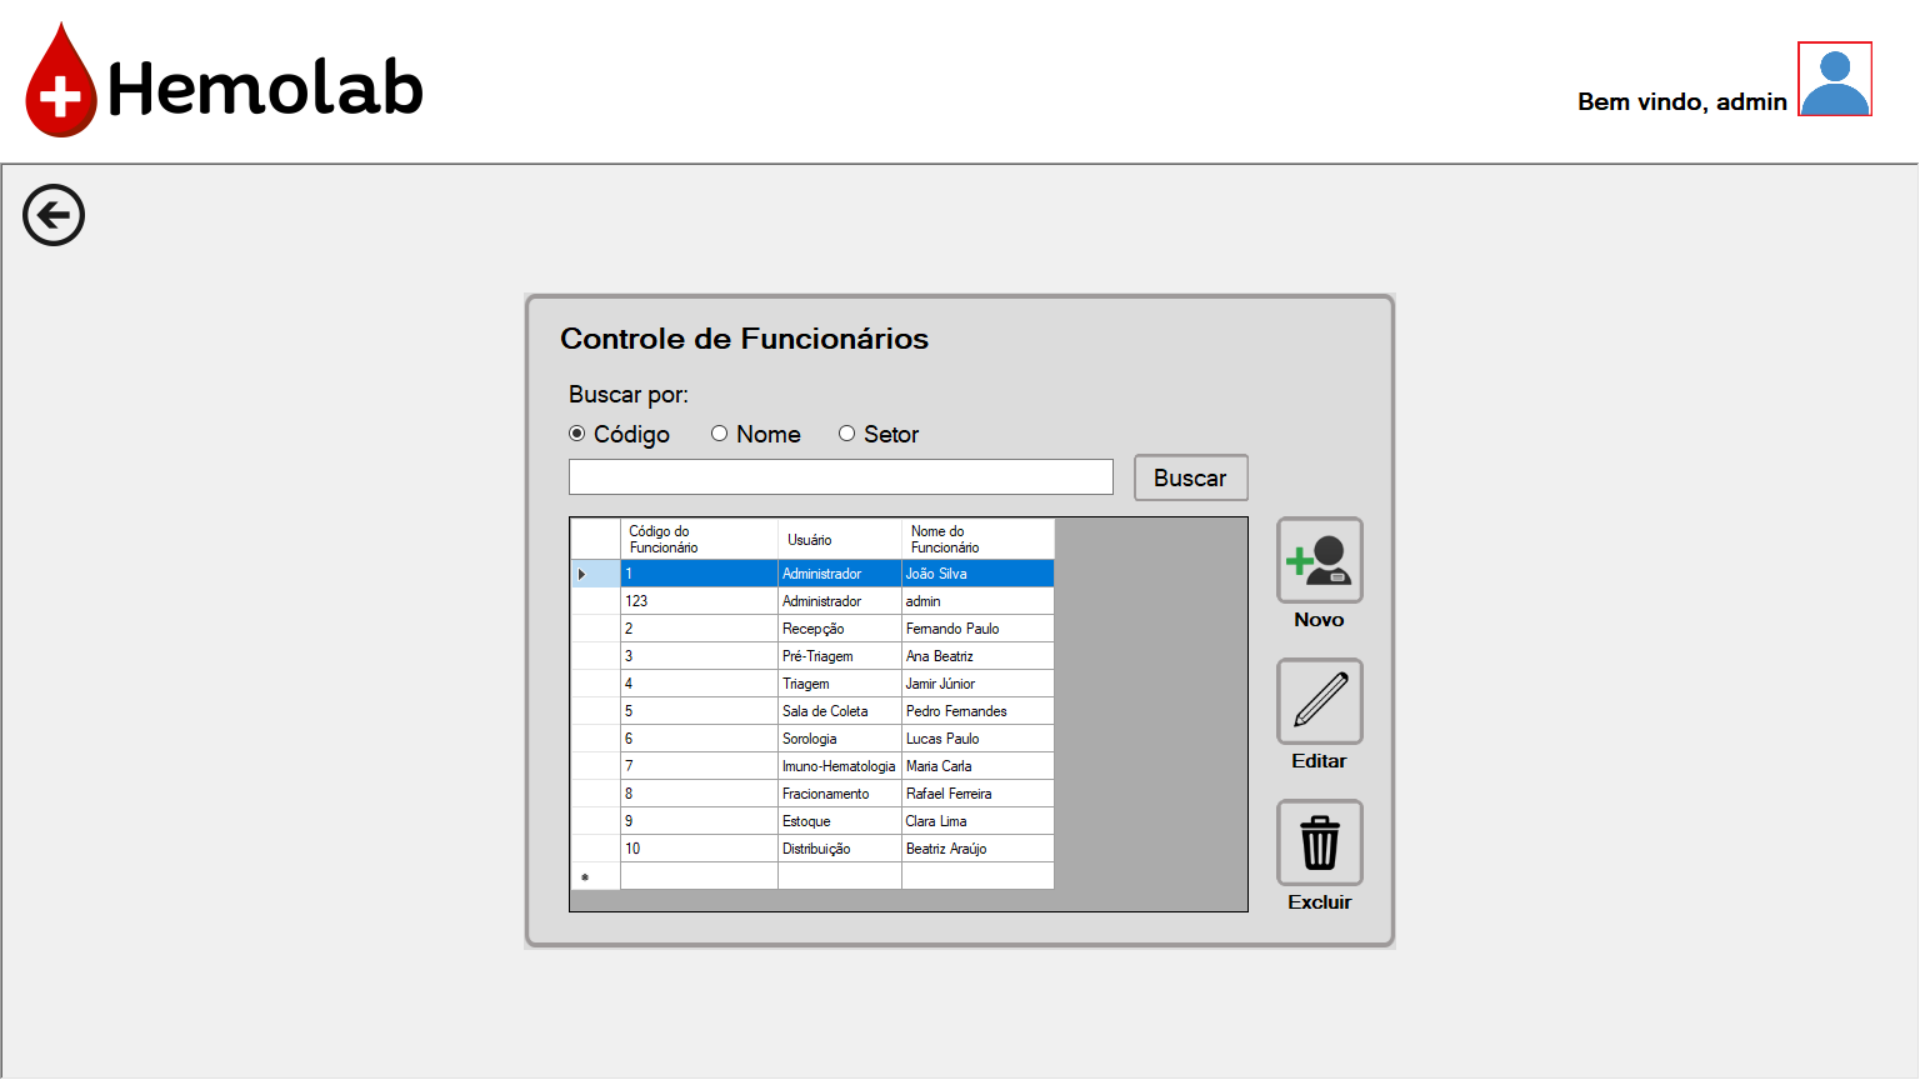 Hemolab
Bem vindo, admin
Controle de Funcionários
Buscar por:
Código Nome Setor
Buscar
Código do Funcionário Usuário Nome do Funcionário
1 Administrador João Silva
123 Administrador admin
2 Recepção Fernando Paulo
3 Pré-Triagem Ana Beatriz
4 Triagem Jamir Júnior
5 Sala de Coleta Pedro Fernandes
6 Sorologia Lucas Paulo
7 Imuno-Hematologia Maria Carla
8 Fracionamento Rafael Ferreira
9 Estoque Clara Lima
10 Distribuição Beatriz Araújo
Novo
Editar
Excluir